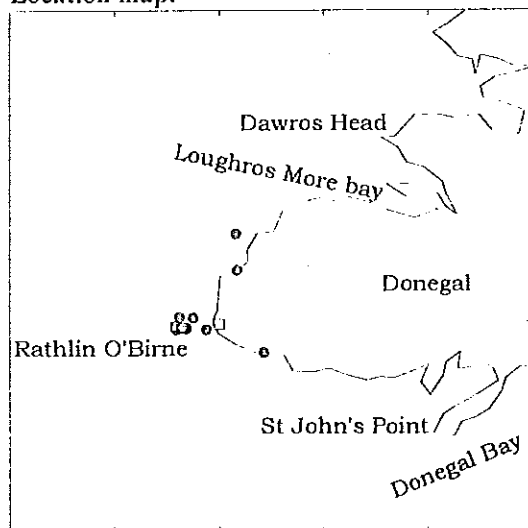 Location map:
Dawros Head
Loughros More bay
Donegal
Rathlin O'Birne
St John's Point
Donegal Bay